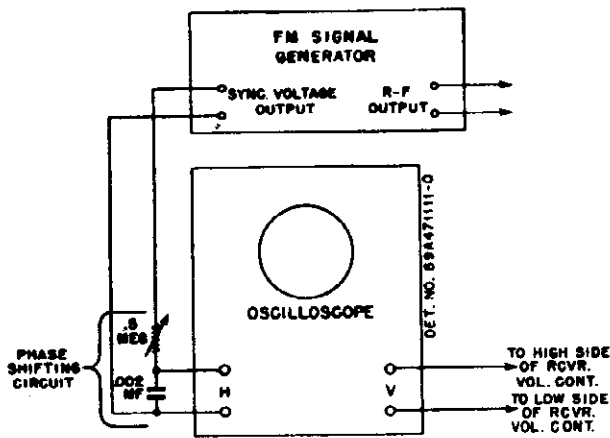 FM SIGNAL
GENERATOR
SYNC. VOLTAGE
OUTPUT
R-F
OUTPUT
DET. NO. 69A471111-O
OSCILLOSCOPE
.5
MEG
PHASE
SHIFTING
CIRCUIT
.002
MF
H
V
TO HIGH SIDE
OF RCVR.
VOL. CONT.
TO LOW SIDE
OF RCVR.
VOL. CONT.